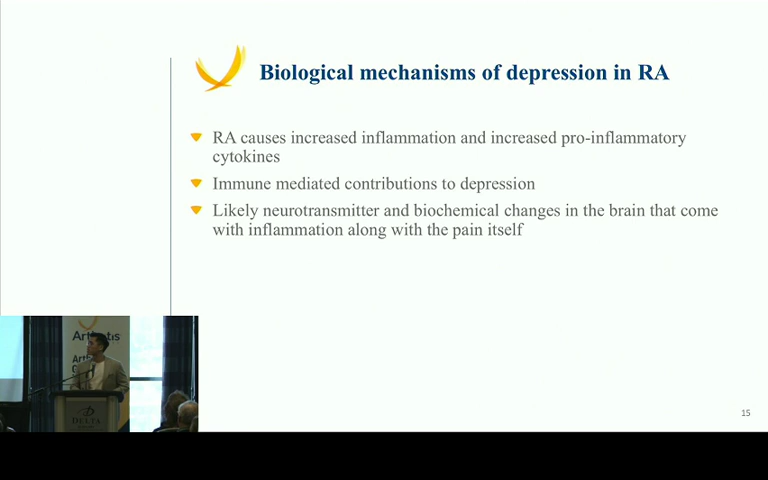 Biological mechanisms of depression in RA
RA causes increased inflammation and increased pro-inflammatory
cytokines
Immune mediated contributions to depression
Likely neurotransmitter and biochemical changes in the brain that come
with inflammation along with the pain itself
DELTA
15